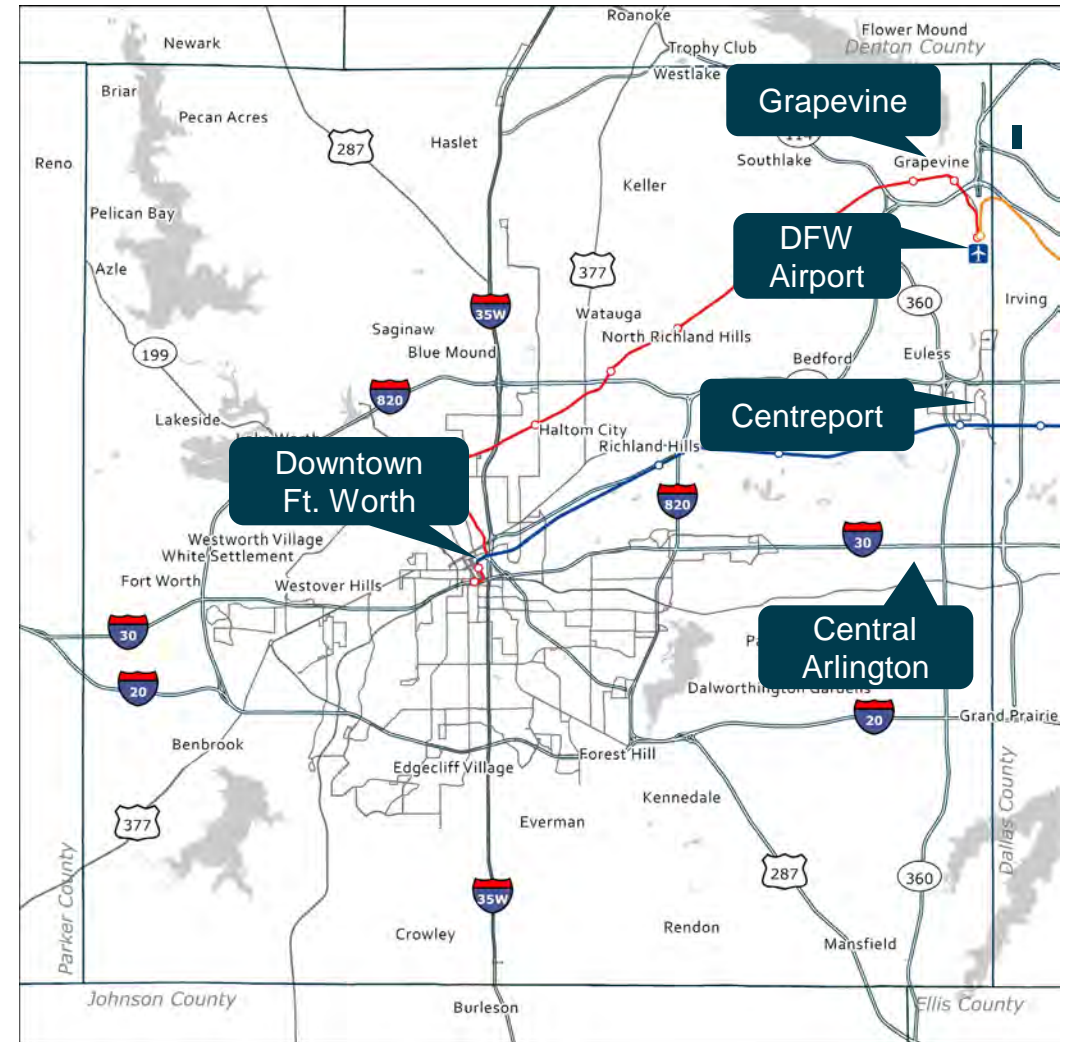 Roanoke
Newark
Flower Mound
Denton County
Trophy Club
Westlake
Briar
Grapevine
Pecan Acres
287
Haslet
Southlake
Grapevine
Reno
Keller
Pelican Bay
DFW
Airport
Azle
377
360
Irving
35W
Watauga
Saginaw
North Richland Hills
199
Blue Mound
Bedford
Euless
820
Centreport
Lakeside
Haltom City
Richland Hills
Downtown
Ft. Worth
820
Westworth Village
White Settlement
30
Fort Worth
Westover Hills
30
Central
Arlington
20
Dalworthington Gardens
20
Grand Prairie
Benbrook
Edgecliff Village
Forest Hill
Kennedale
377
Everman
Dallas County
287
360
35W
Parker County
Crowley
Rendon
Mansfield
Johnson County
Burleson
Ellis County